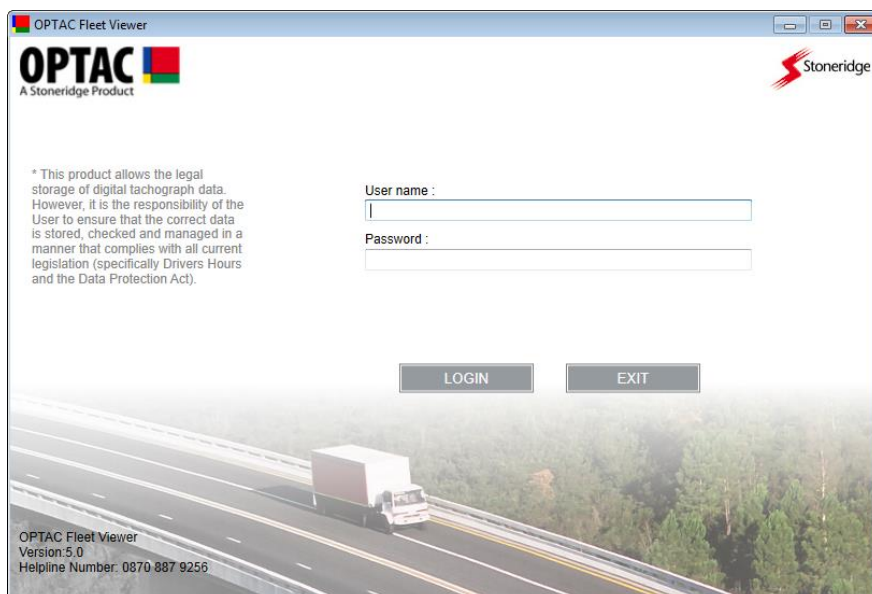 OPTAC Fleet Viewer
OPTAC
A Stoneridge Product
Stoneridge
* This product allows the legal
storage of digital tachograph data.
However, it is the responsibility of the
User to ensure that the correct data
is stored, checked and managed in a
manner that complies with all current
legislation (specifically Drivers Hours
and the Data Protection Act).
User name :
Password :
LOGIN
EXIT
OPTAC Fleet Viewer
Version:5.0
Helpline Number: 0870 887 9256